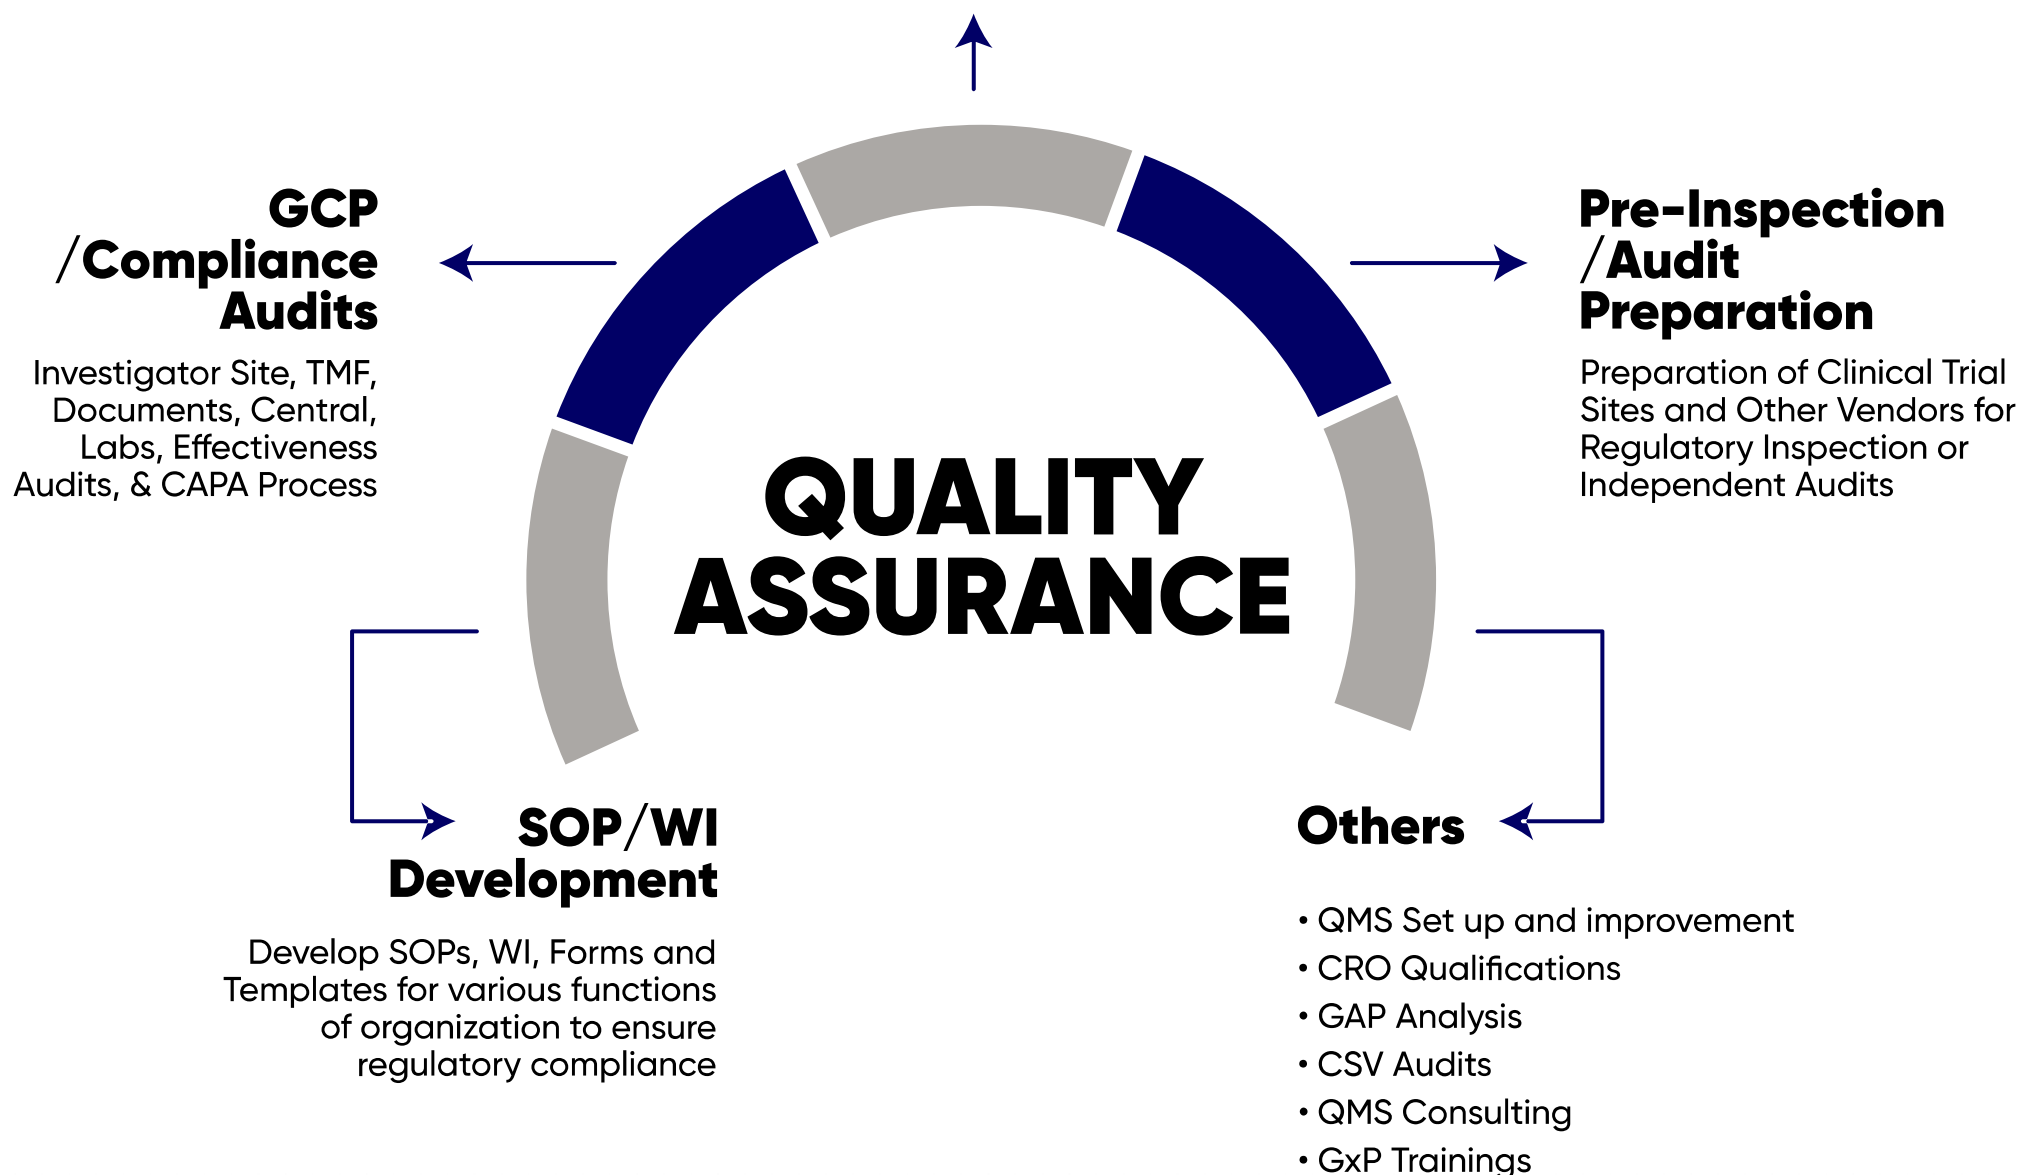 GCP
/Compliance
Audits
Investigator Site, TMF,
Documents, Central,
Labs, Effectiveness
Audits, & CAPA Process
Pre-Inspection
/Audit
Preparation
Preparation of Clinical Trial
Sites and Other Vendors for
Regulatory Inspection or
Independent Audits
QUALITY
ASSURANCE
SOP/WI
Development
Develop SOPs, WI, Forms and
Templates for various functions
of organization to ensure
regulatory compliance
Others
• QMS Set up and improvement
• CRO Qualifications
• GAP Analysis
• CSV Audits
• QMS Consulting
• GxP Trainings